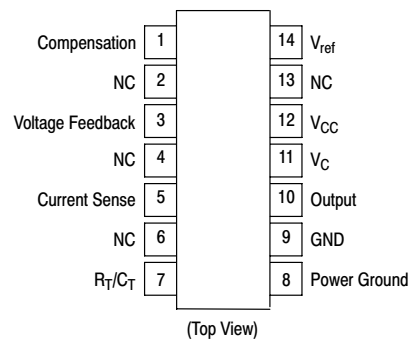 Compensation 1 14 Vref
NC 2 13 NC
Voltage Feedback 3 12 VCC
NC 4 11 VC
Current Sense 5 10 Output
NC 6 9 GND
RT/CT 7 8 Power Ground
(Top View)